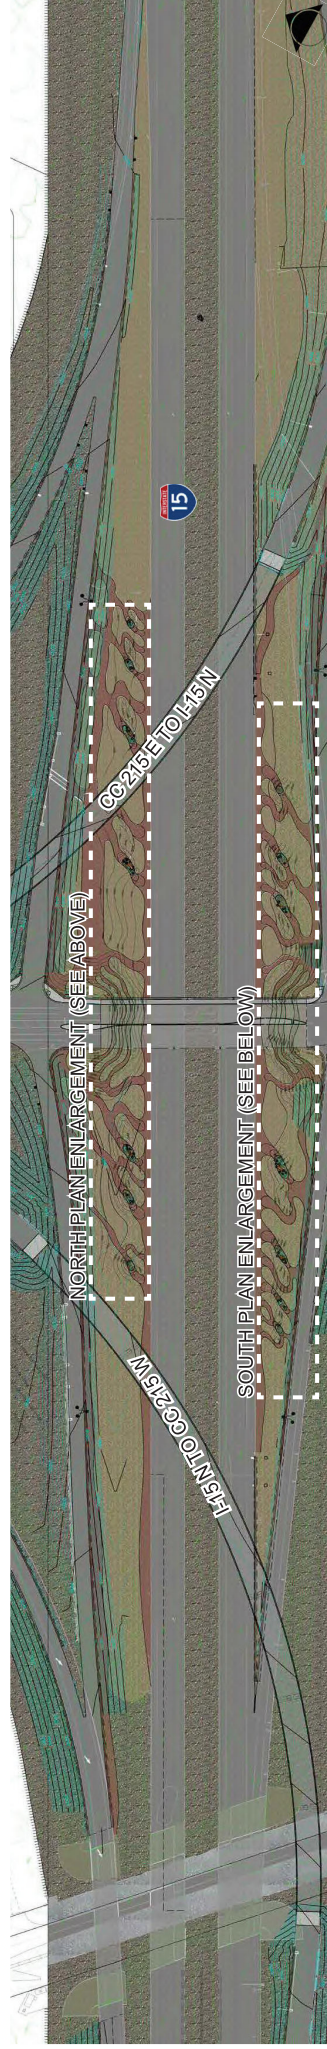 INTERSTATE
15
CC 215 E TO I-15 N
NORTH PLAN ENLARGEMENT (SEE ABOVE)
SOUTH PLAN ENLARGEMENT (SEE BELOW)
I-15 N TO CC 215 W